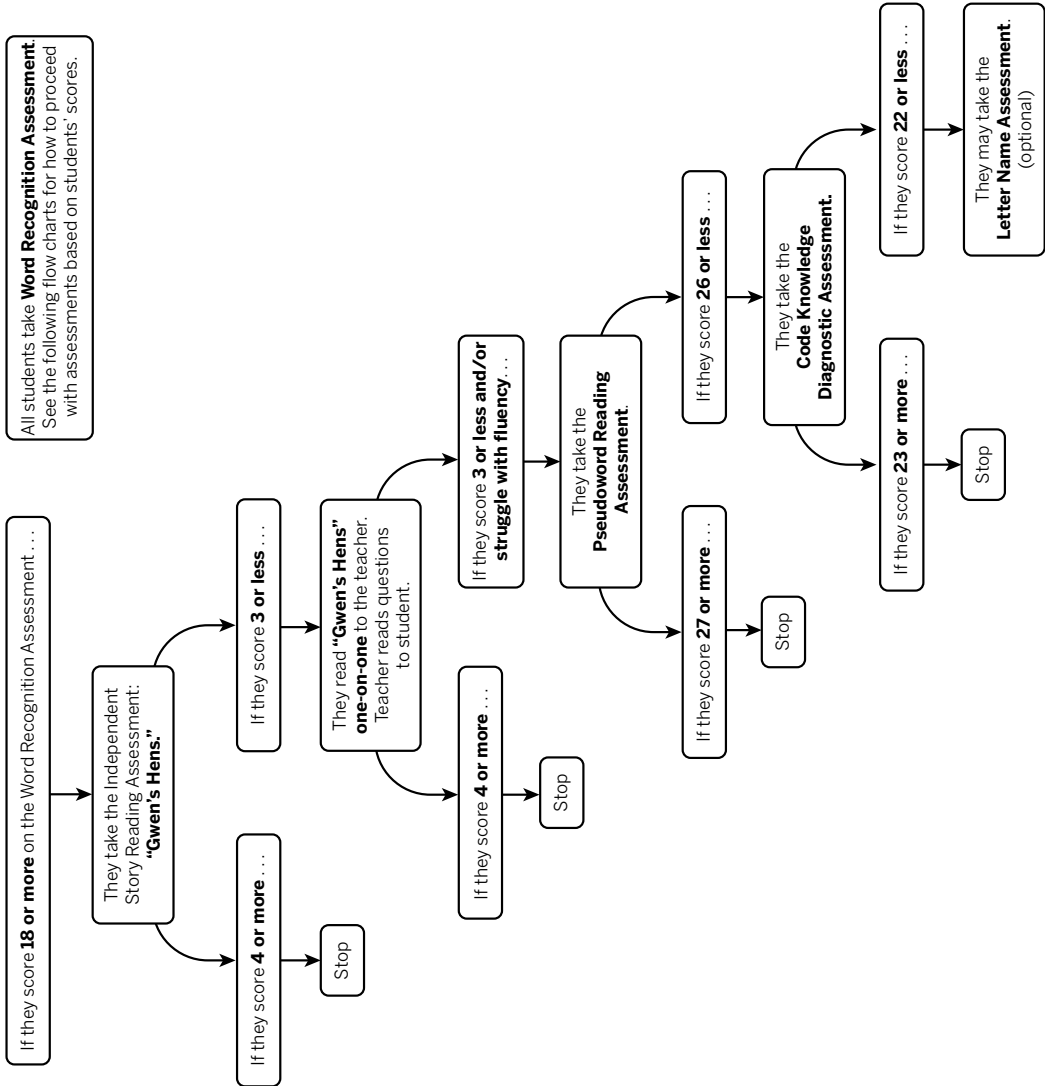 All students take Word Recognition Assessment.
See the following flow charts for how to proceed
with assessments based on students’ scores.
If they score 18 or more on the Word Recognition Assessment . . .
They take the Independent
Story Reading Assessment:
“Gwen’s Hens.”
If they score 4 or more . . .
Stop
If they score 3 or less . . .
They read “Gwen’s Hens”
one-on-one to the teacher.
Teacher reads questions
to student.
If they score 4 or more . . .
Stop
If they score 3 or less and/or
struggle with fluency. . .
They take the
Pseudoword Reading
Assessment.
If they score 27 or more . . .
Stop
If they score 26 or less . . .
They take the
Code Knowledge
Diagnostic Assessment.
If they score 23 or more . . .
Stop
If they score 22 or less . . .
They may take the
Letter Name Assessment.
(optional)